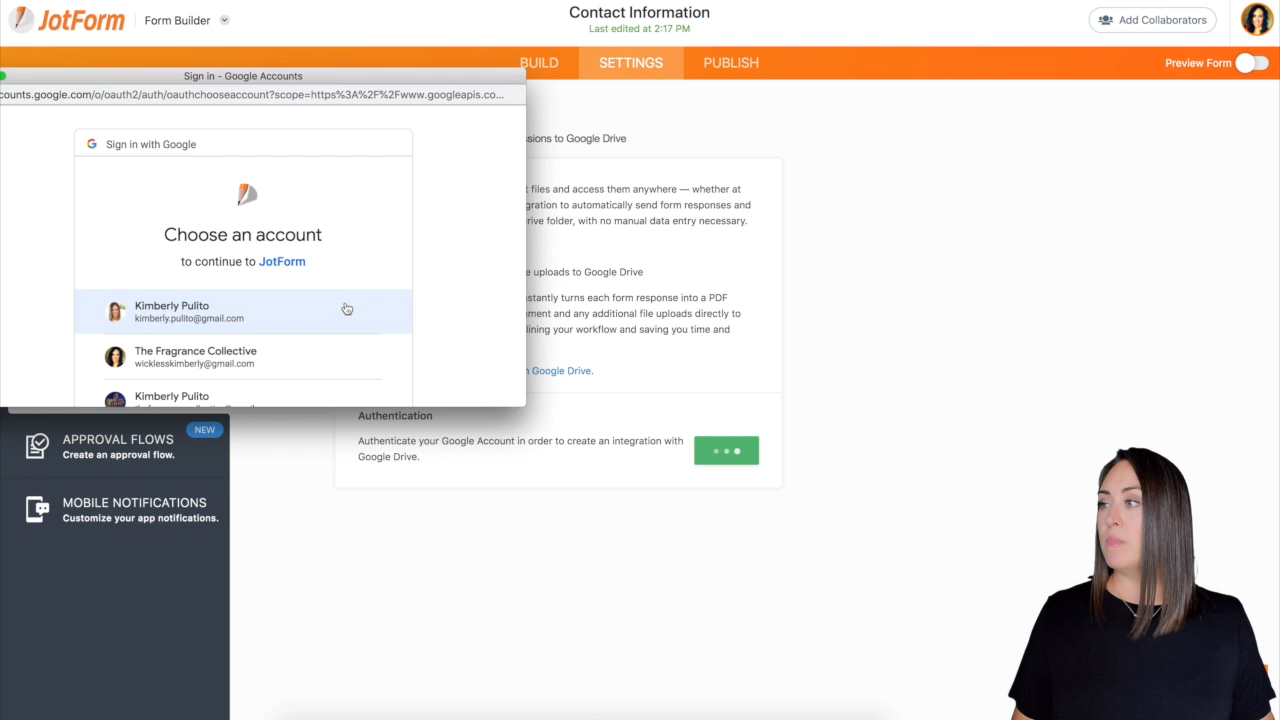 JotForm
Form Builder
Contact Information
Last edited at 2:17 PM
Add Collaborators
BUILD
SETTINGS
PUBLISH
Preview Form
Sign in - Google Accounts
counts.google.com/o/oauth2/auth/oauthchooseaccount?scope=https%3A%2F%2Fwww.googleapis.co...
Sign in with Google
Choose an account
to continue to JotForm
Kimberly Pulito
kimberly.pulito@gmail.com
The Fragrance Collective
wicklesskimberly@gmail.com
Kimberly Pulito
sions to Google Drive
t files and access them anywhere — whether at
gration to automatically send form responses and
rive folder, with no manual data entry necessary.
e uploads to Google Drive
stantly turns each form response into a PDF
ment and any additional file uploads directly to
lining your workflow and saving you time and
Google Drive.
Authentication
Authenticate your Google Account in order to create an integration with
Google Drive.
NEW
APPROVAL FLOWS
Create an approval flow.
MOBILE NOTIFICATIONS
Customize your app notifications.